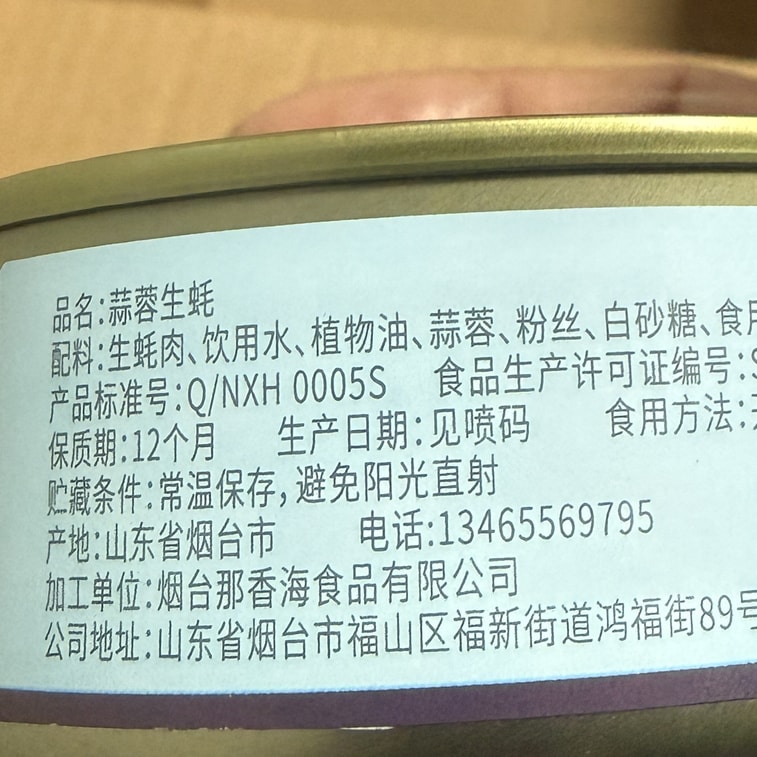 品名:蒜蓉生蚝
配料:生蚝肉、饮用水、植物油、蒜蓉、粉丝、白砂糖、食用
产品标准号:Q/NXH 0005S 食品生产许可证编号:S
保质期:12个月 生产日期:见喷码 食用方法:开
贮藏条件:常温保存,避免阳光直射
产地:山东省烟台市 电话:13465569795
加工单位:烟台那香海食品有限公司
公司地址:山东省烟台市福山区福新街道鸿福街89号